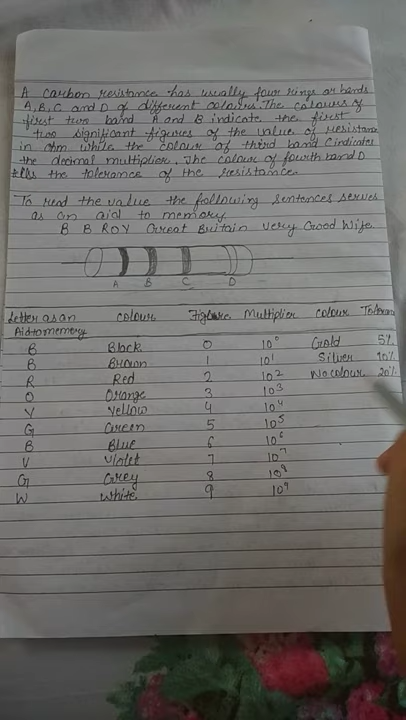 A carbon resistance has usually four rings or bands
A, B, C and D of different colours. The colours of
first two band A and B indicate the first
two significant figures of the value of resistance
in ohm while the colour of third band C indicates
the decimal multiplier. The colour of fourth band D
tells the tolerance of the resistance.
To read the value the following sentences serves
as an aid to memory
B B ROY Great Britain Very Good Wife.
A B C D
Letter as an Aid to memory colour Figure Multiplier colour Tolerance
B Black 0 10⁰ Gold 5%
B Brown 1 10¹ Silver 10%
R Red 2 10² No colour 20%
O Orange 3 10³
Y Yellow 4 10⁴
G Green 5 10⁵
B Blue 6 10⁶
V Violet 7 10⁷
G Grey 8 10⁸
W White 9 10⁹